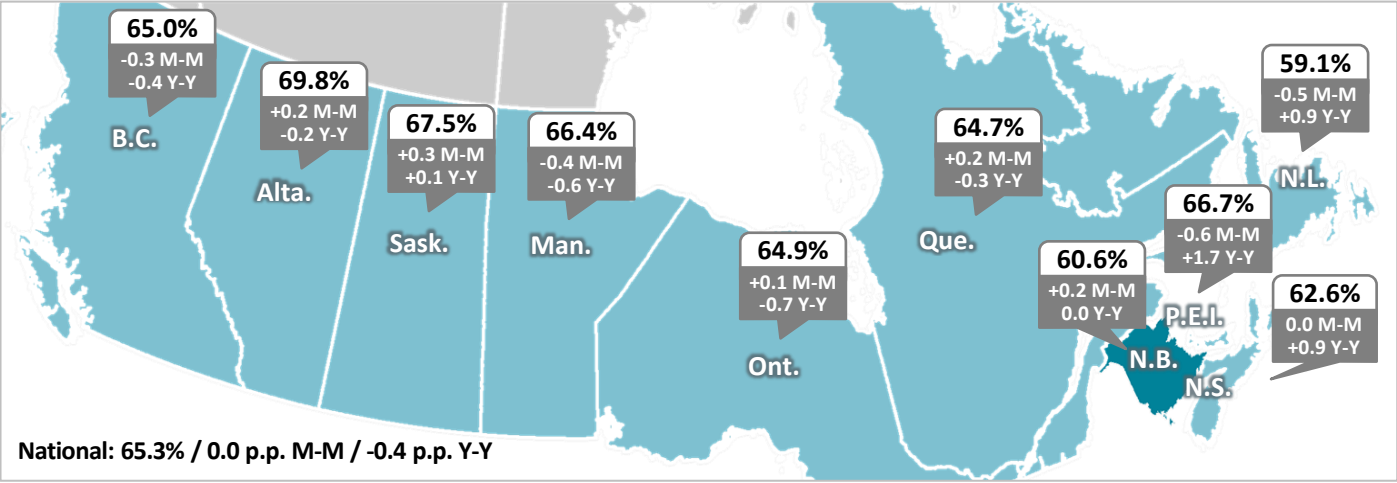 65.0%
-0.3 M-M
-0.4 Y-Y
B.C.
69.8%
+0.2 M-M
-0.2 Y-Y
Alta.
67.5%
+0.3 M-M
+0.1 Y-Y
Sask.
66.4%
-0.4 M-M
-0.6 Y-Y
Man.
64.9%
+0.1 M-M
-0.7 Y-Y
Ont.
64.7%
+0.2 M-M
-0.3 Y-Y
Que.
60.6%
+0.2 M-M
0.0 Y-Y
N.B.
66.7%
-0.6 M-M
+1.7 Y-Y
P.E.I.
59.1%
-0.5 M-M
+0.9 Y-Y
N.L.
62.6%
0.0 M-M
+0.9 Y-Y
N.S.
National: 65.3% / 0.0 p.p. M-M / -0.4 p.p. Y-Y